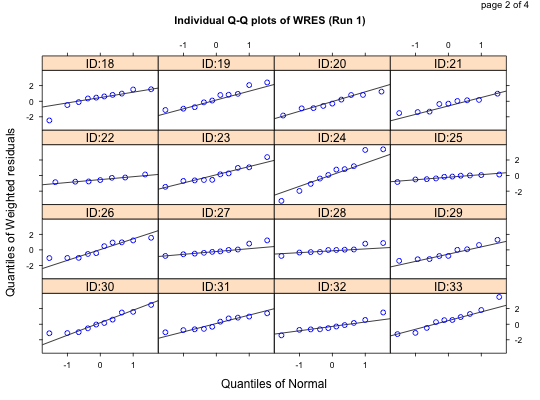 page 2 of 4
Individual Q-Q plots of WRES (Run 1)
-1 0 1 -1 0 1
ID:18 ID:19 ID:20 ID:21
2
0
-2
ID:22 ID:23 ID:24 ID:25
2
0
-2
ID:26 ID:27 ID:28 ID:29
2
0
-2
ID:30 ID:31 ID:32 ID:33
2
0
-2
-1 0 1 -1 0 1
Quantiles of Weighted residuals
Quantiles of Normal